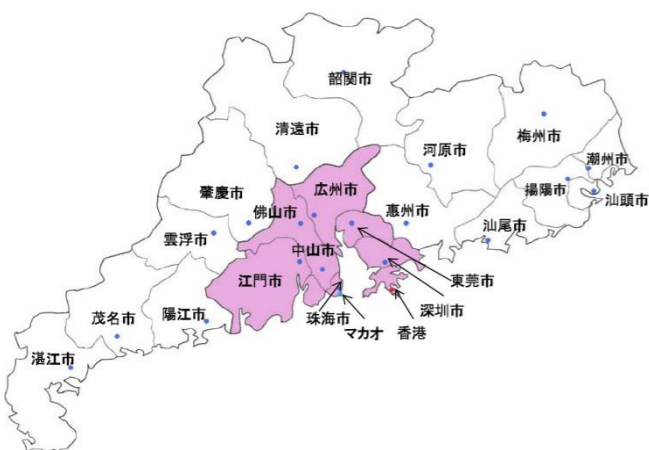 韶関市
清遠市
河原市
梅州市
潮州市
掲陽市
汕頭市
肇慶市
広州市
佛山市
惠州市
汕尾市
雲浮市
中山市
江門市
東莞市
深圳市
陽江市
珠海市
マカオ
香港
茂名市
湛江市